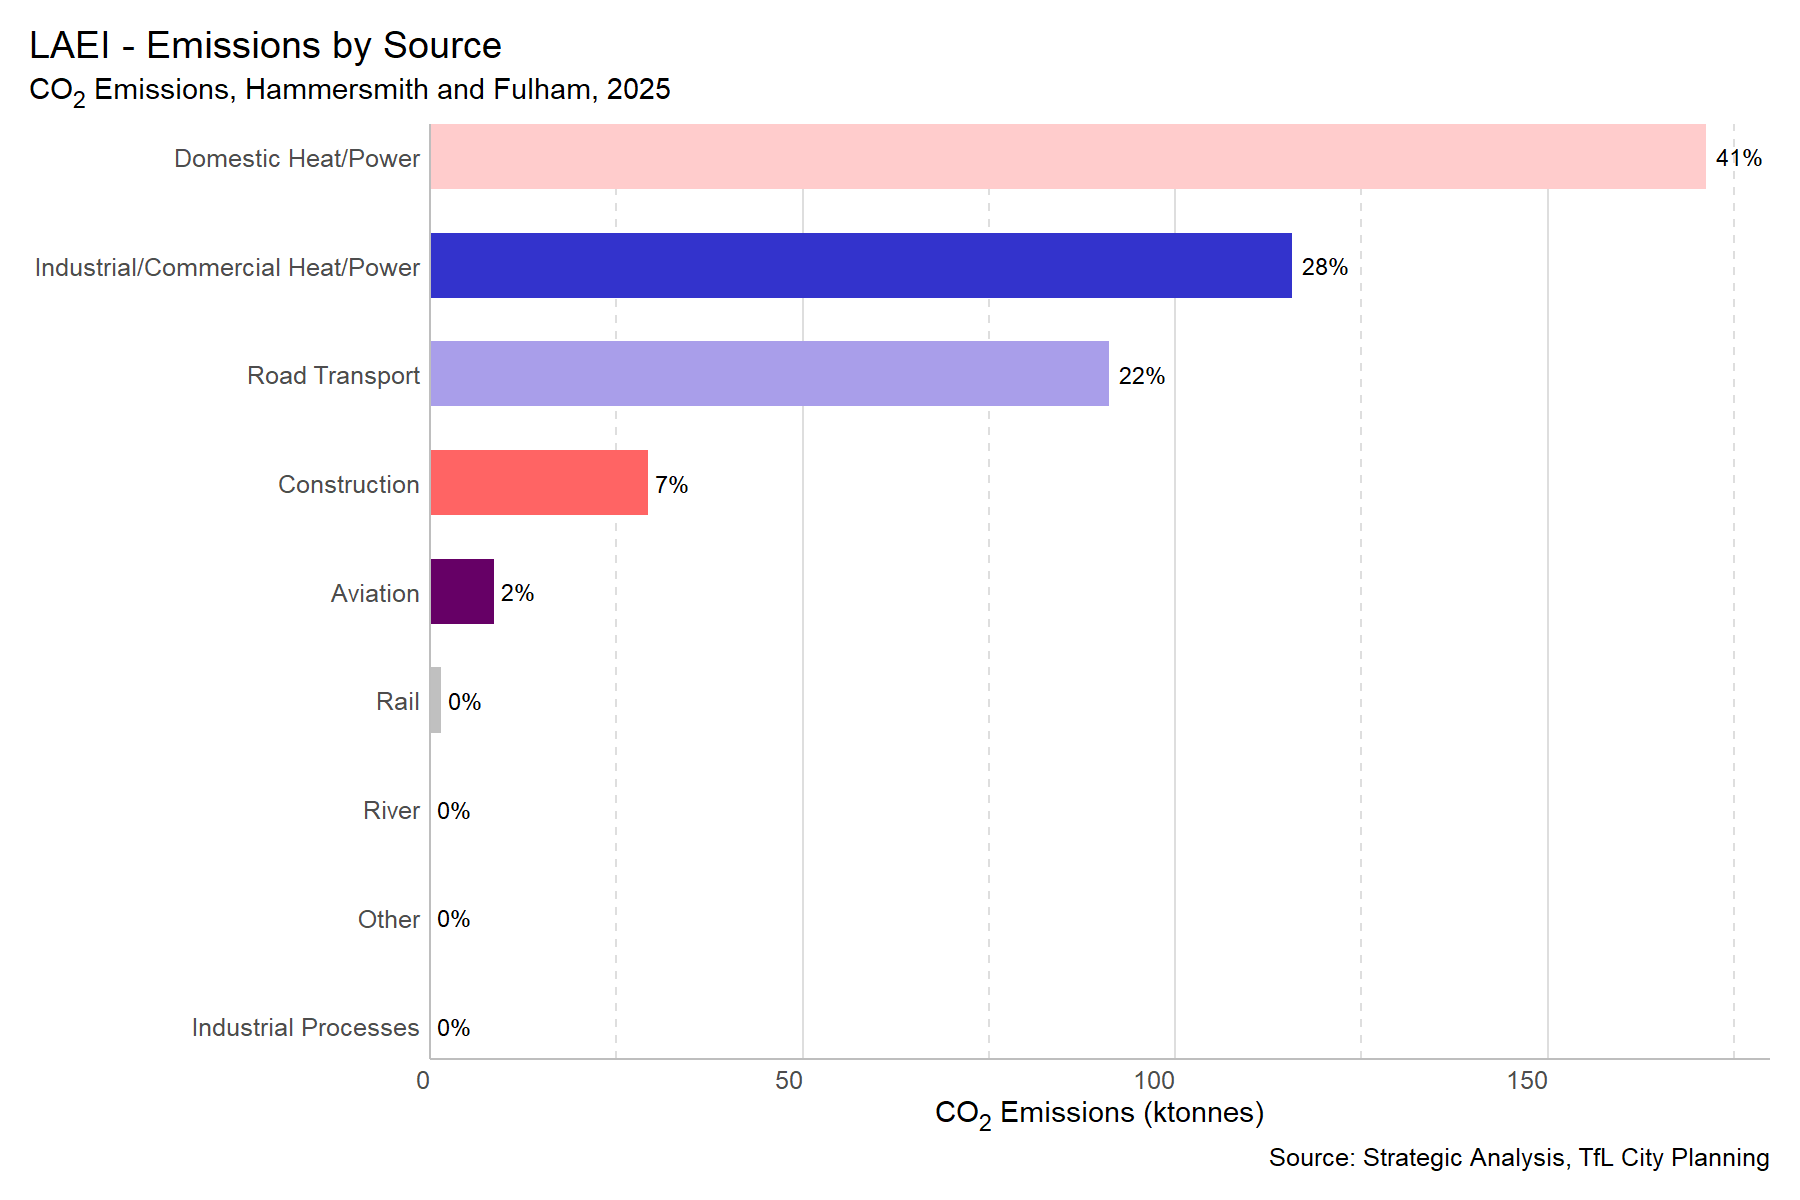 LAEI - Emissions by Source
CO₂ Emissions, Hammersmith and Fulham, 2025
Domestic Heat/Power 41%
Industrial/Commercial Heat/Power 28%
Road Transport 22%
Construction 7%
Aviation 2%
Rail 0%
River 0%
Other 0%
Industrial Processes 0%
0 50 100 150
CO₂ Emissions (ktonnes)
Source: Strategic Analysis, TfL City Planning